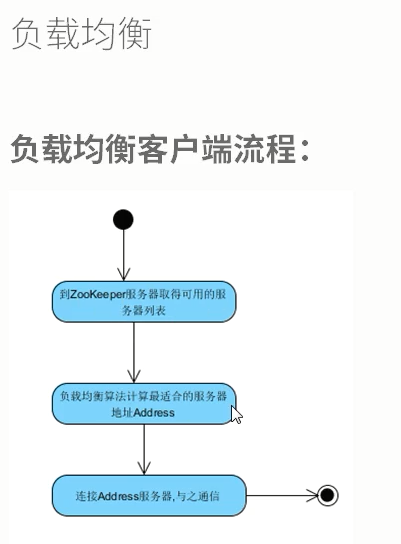 负载均衡
负载均衡客户端流程：
到ZooKeeper服务器取得可用的服
务器列表
负载均衡算法计算最适合的服务器
地址Address
连接Address服务器,与之通信